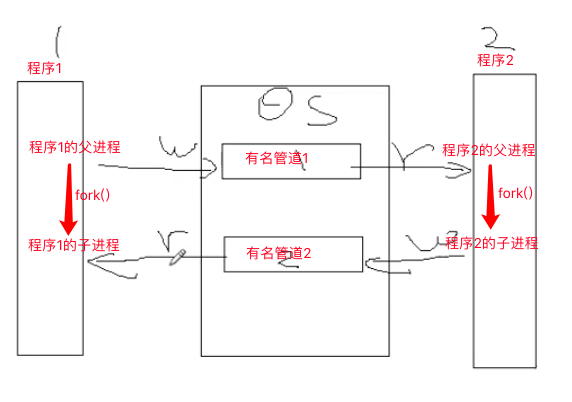 1
2
程序1
程序2
OS
程序1的父进程
w
有名管道1
r
程序2的父进程
fork()
fork()
程序1的子进程
r
有名管道2
w
程序2的子进程